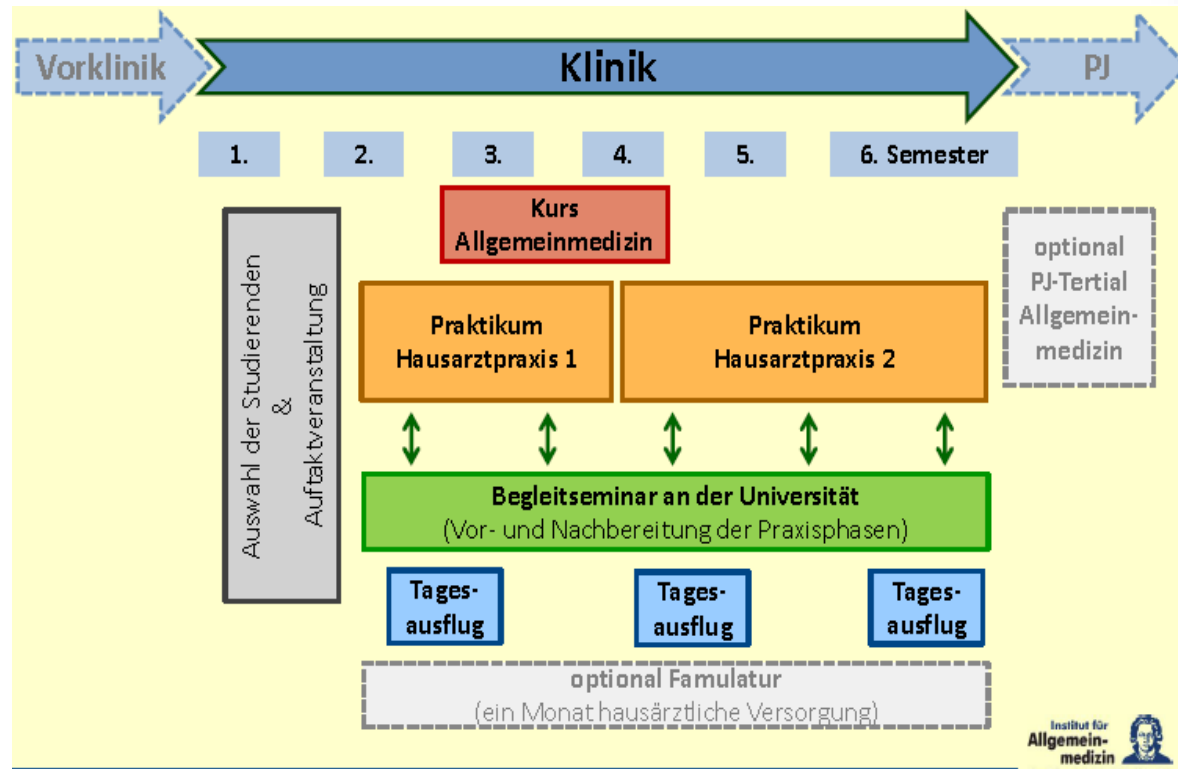 Vorklinik
Klinik
PJ
1.
2.
3.
4.
5.
6. Semester
Kurs
Allgemeinmedizin
Auswahl der Studierenden
&
Auftaktveranstaltung
Praktikum
Hausarztpraxis 1
Praktikum
Hausarztpraxis 2
optional
PJ-Tertial
Allgemein-
medizin
Begleitseminar an der Universität
(Vor- und Nachbereitung der Praxisphasen)
Tages-
ausflug
Tages-
ausflug
Tages-
ausflug
optional Famulatur
(ein Monat hausärztliche Versorgung)
Institut für
Allgemein-
medizin